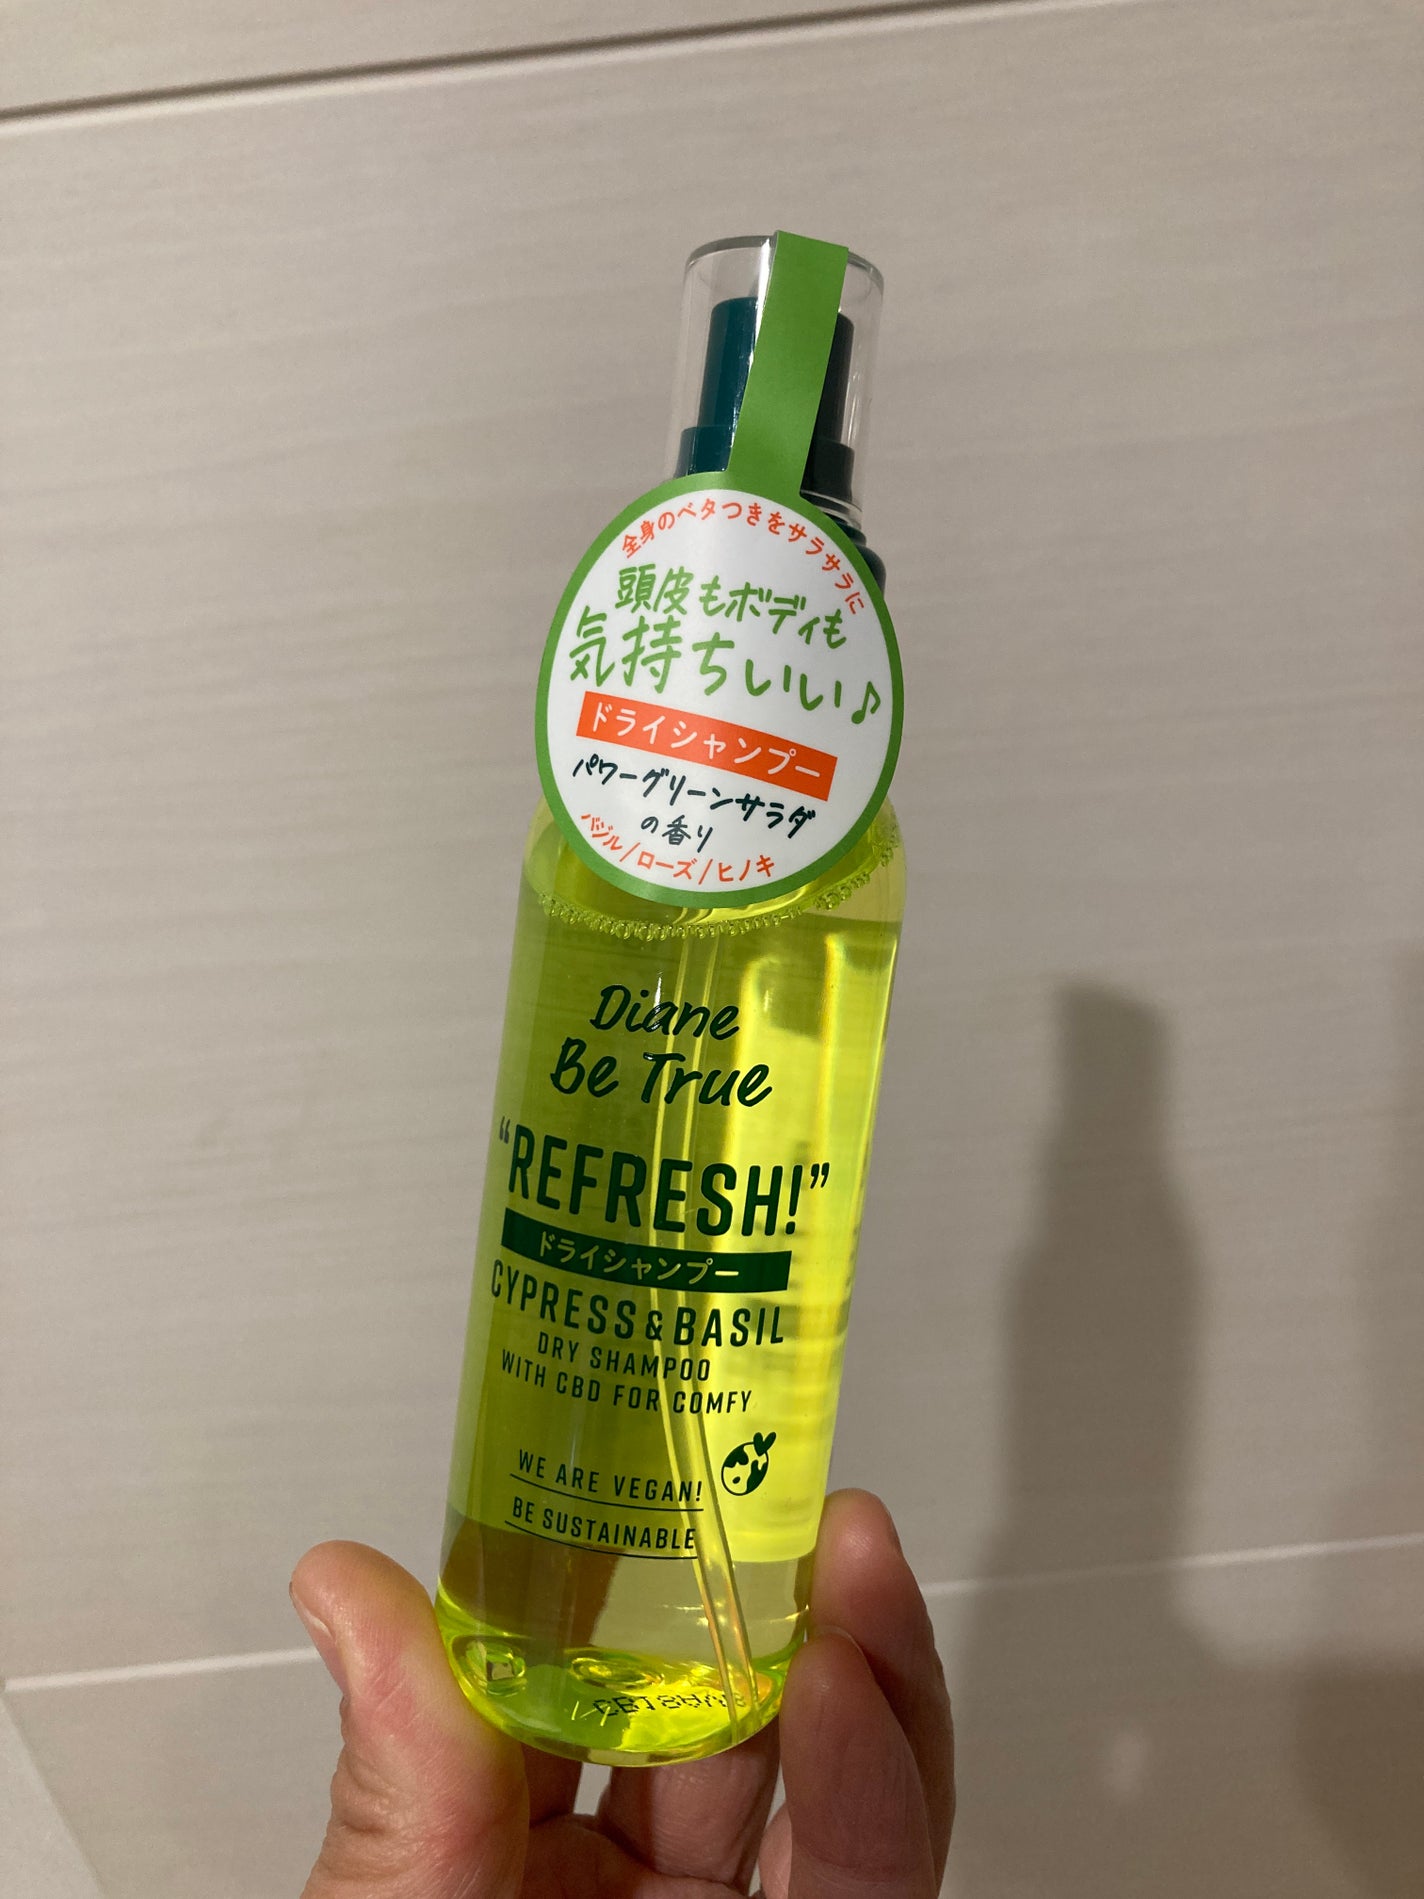 全身のベタつきをサラサラに
頭皮もボディも
気持ちいい♪
ドライシャンプー
パワーグリーンサラダ
の香り
バジル/ローズ/ヒノキ
Diane
Be True
"REFRESH!"
ドライシャンプー
CYPRESS & BASIL
DRY SHAMPOO
WITH CBD FOR COMFY
WE ARE VEGAN!
BE SUSTAINABLE